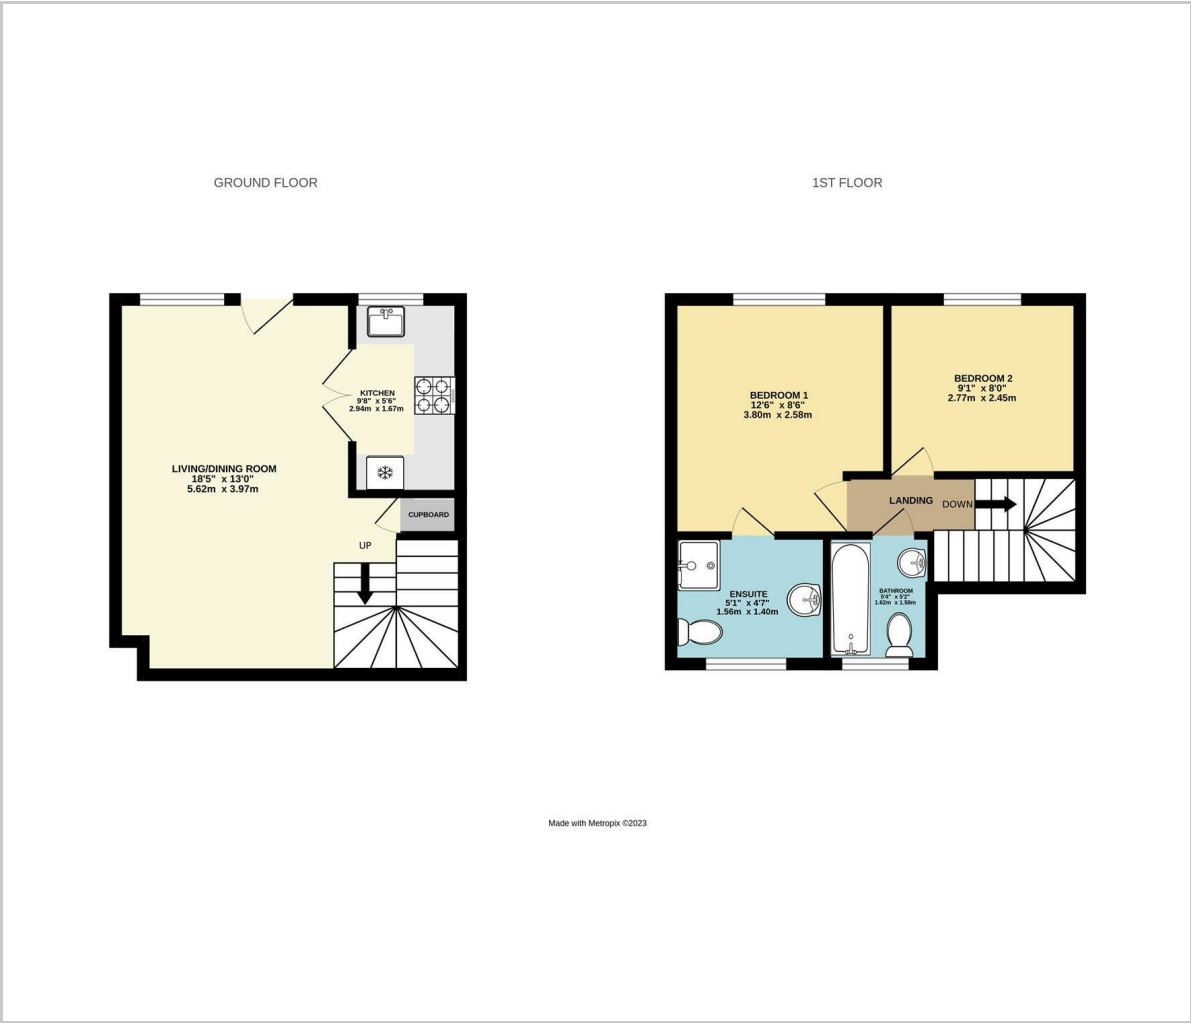 GROUND FLOOR
1ST FLOOR
KITCHEN
9'8" x 5'6"
2.94m x 1.67m
LIVING/DINING ROOM
18'5" x 13'0"
5.62m x 3.97m
CUPBOARD
UP
BEDROOM 1
12'6" x 8'6"
3.80m x 2.58m
BEDROOM 2
9'1" x 8'0"
2.77m x 2.45m
LANDING
DOWN
ENSUITE
5'1" x 4'7"
1.56m x 1.40m
BATHROOM
5'4" x 5'2"
1.62m x 1.58m
Made with Metropix ©2023